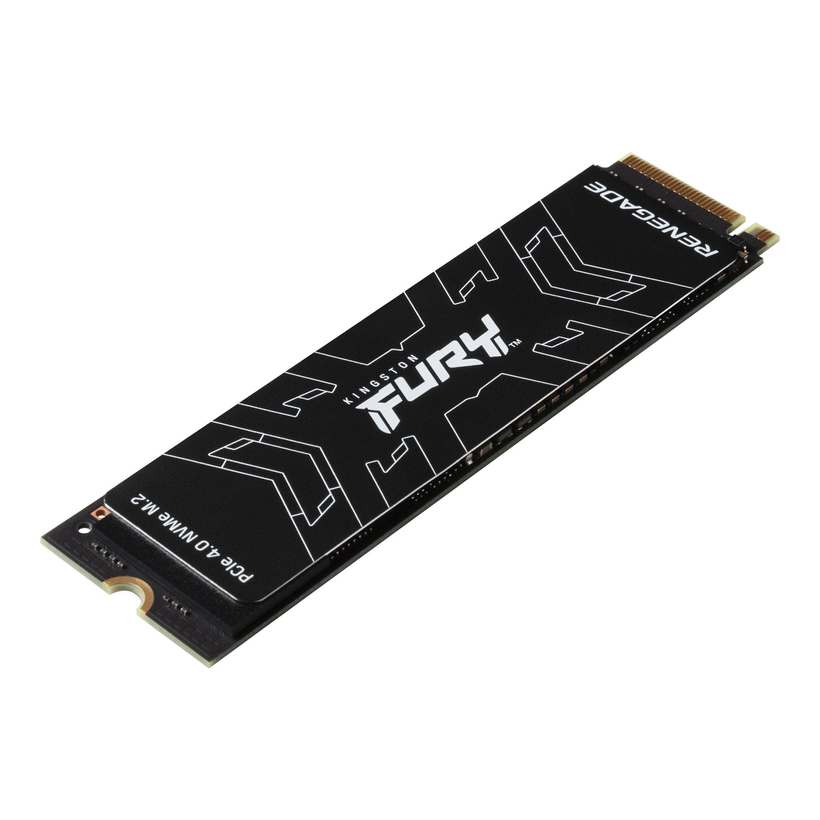 RENEGADE
KINGSTON
FURY™
PCIe 4.0 NVMe M.2